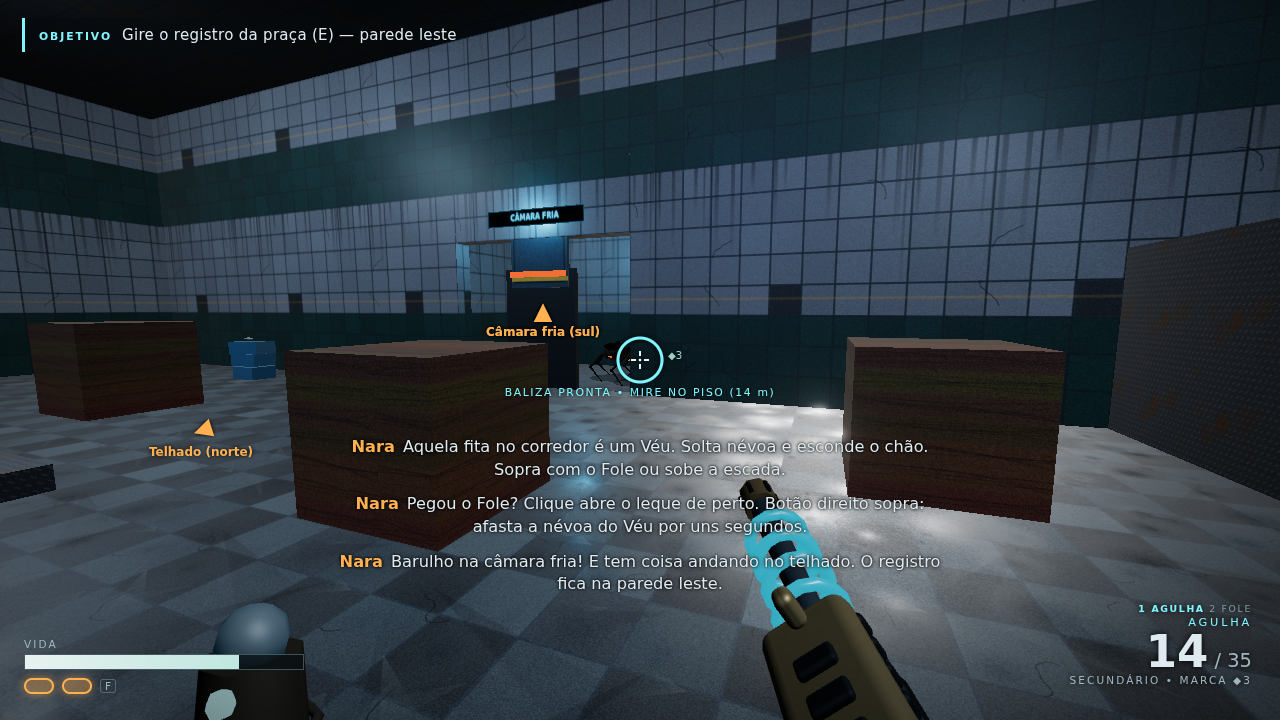 OBJETIVO Gire o registro da praça (E) — parede leste
CÂMARA FRIA
Câmara fria (sul)
◆3
BALIZA PRONTA • MIRE NO PISO (14 m)
Telhado (norte)
Nara Aquela fita no corredor é um Véu. Solta névoa e esconde o chão.
Sopra com o Fole ou sobe a escada.
Nara Pegou o Fole? Clique abre o leque de perto. Botão direito sopra:
afasta a névoa do Véu por uns segundos.
Nara Barulho na câmara fria! E tem coisa andando no telhado. O registro
fica na parede leste.
VIDA
F
1 AGULHA 2 FOLE
AGULHA
14 / 35
SECUNDÁRIO • MARCA ◆3